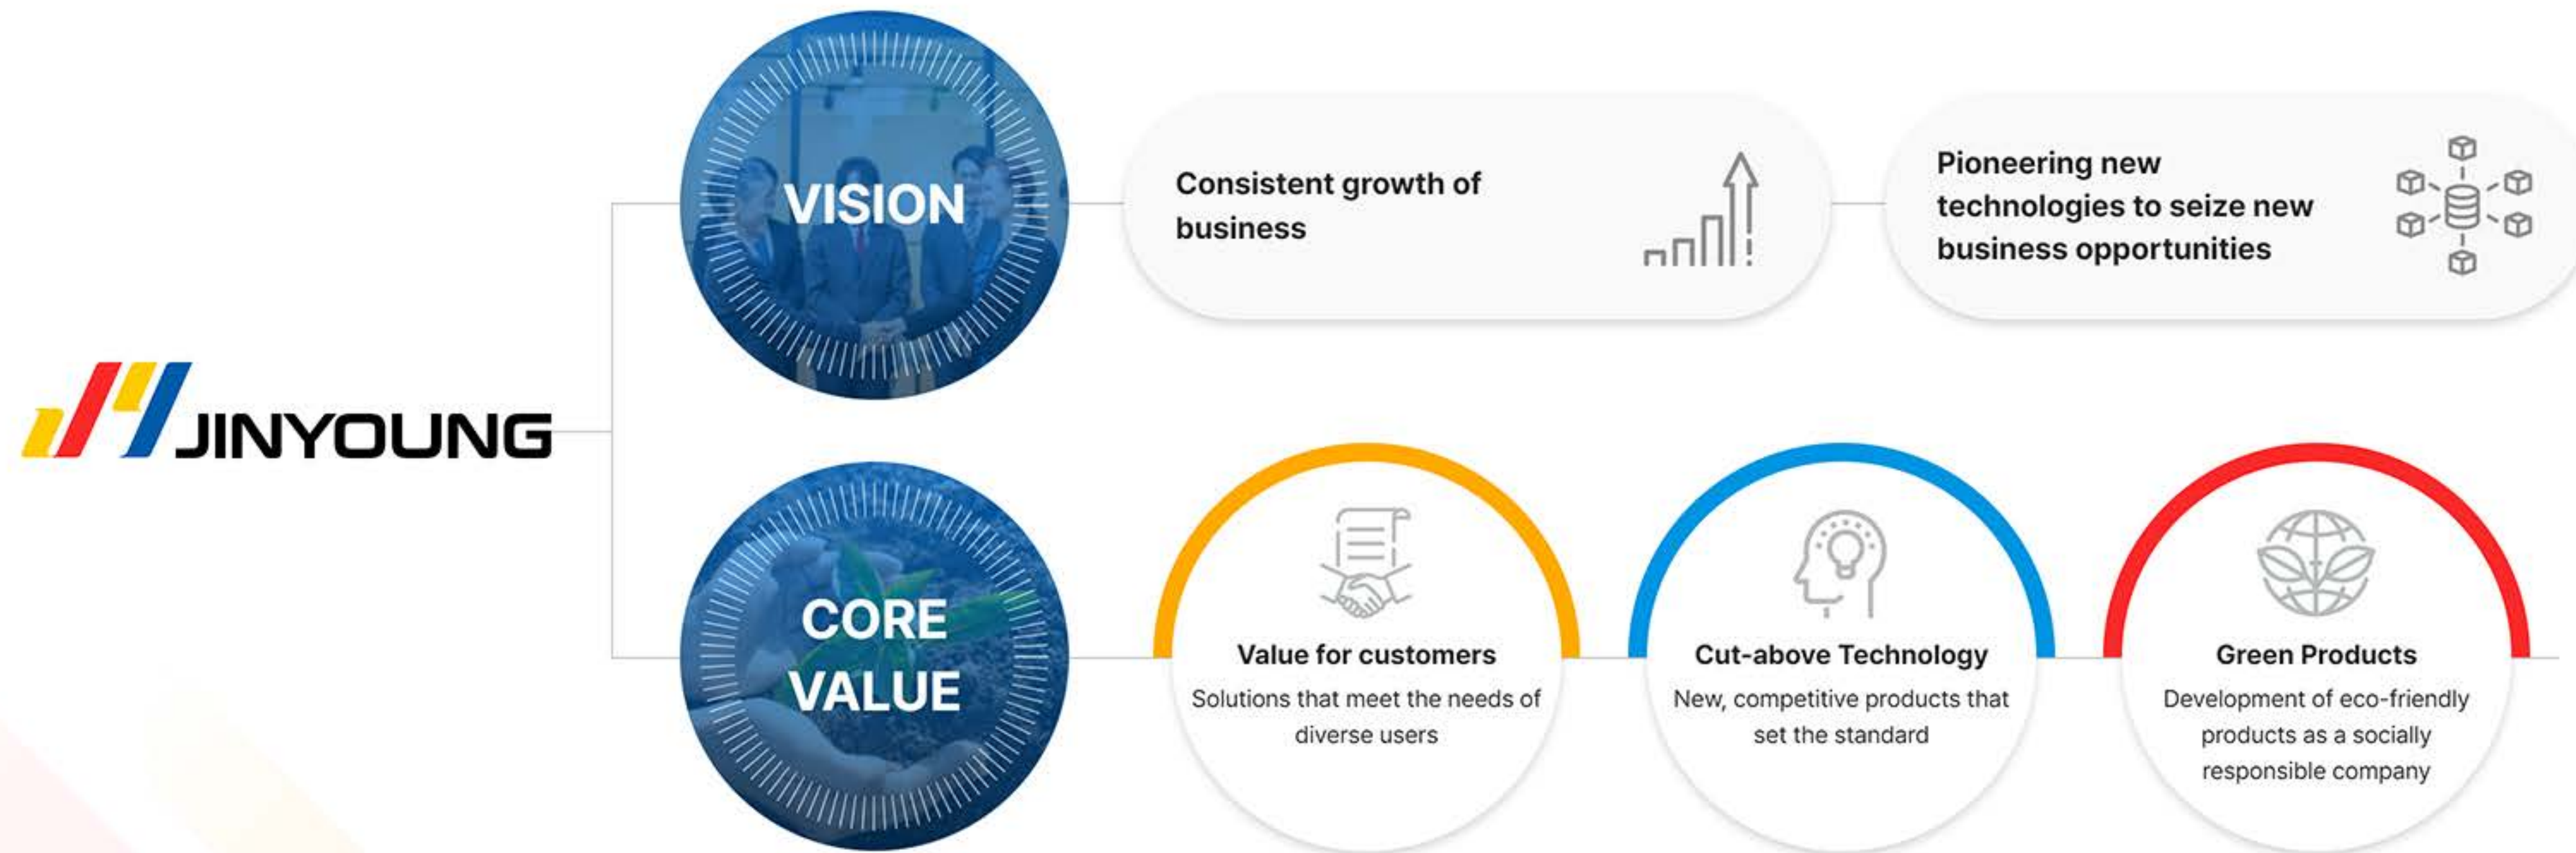 JINYOUNG
VISION
Consistent growth of
business
Pioneering new
technologies to seize new
business opportunities
CORE
VALUE
Value for customers
Solutions that meet the needs of
diverse users
Cut-above Technology
New, competitive products that
set the standard
Green Products
Development of eco-friendly
products as a socially
responsible company